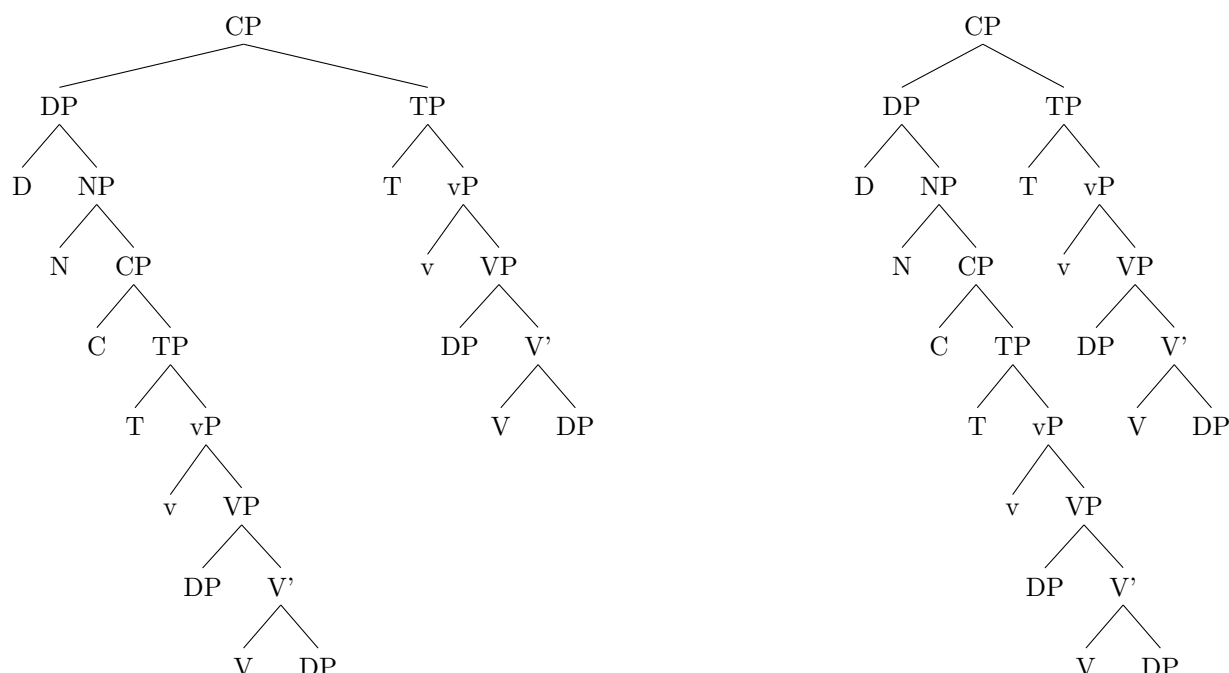 CP CP
DP TP DP TP
D NP T vP D NP T vP
N CP v VP N CP v VP
C TP DP V’ C TP DP V’
T vP V DP T vP V DP
v VP v VP
DP V’ DP V’
V DP V DP